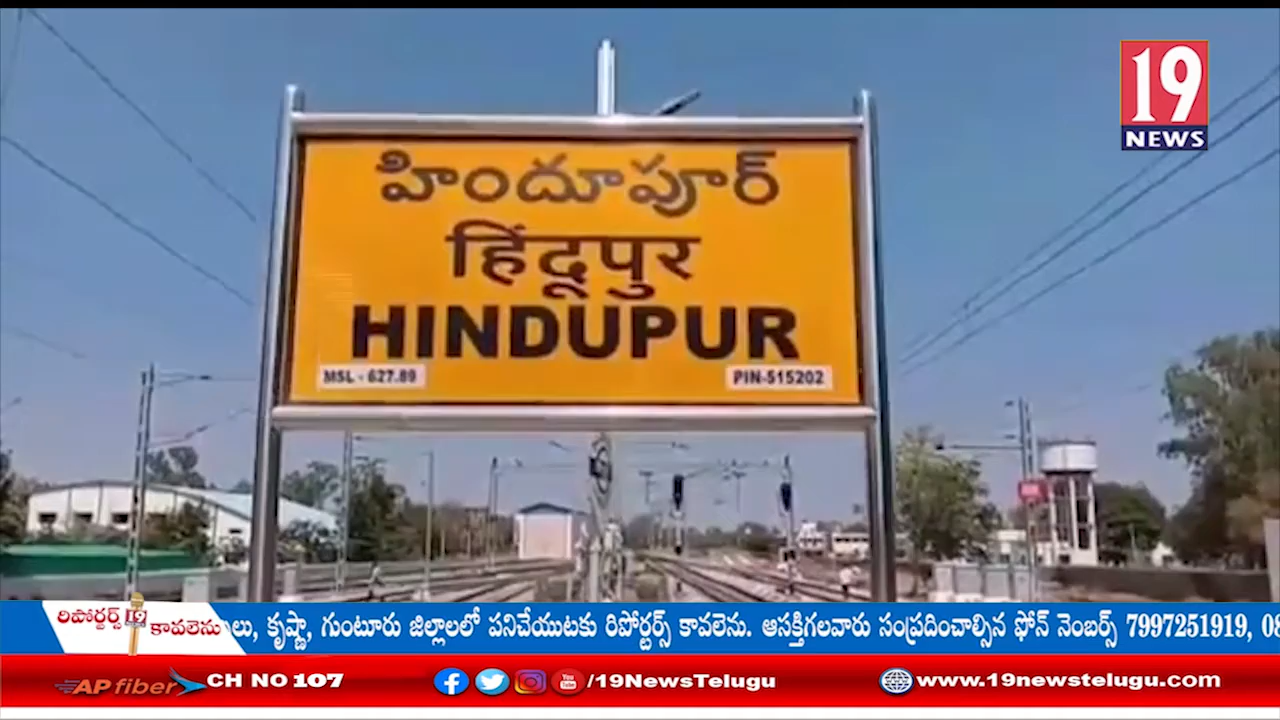 19
NEWS
హిందూపూర్
हिंदूपुर
HINDUPUR
MSL - 627.89
PIN-515202
రిపోర్టర్స్ 19
కావలెను
లు, కృష్ణా, గుంటూరు జిల్లాలలో పనిచేయుటకు రిపోర్టర్స్ కావలెను. ఆసక్తిగలవారు సంప్రదించాల్సిన ఫోన్ నెంబర్స్ 7997251919, 08
AP fiber CH NO 107
/19NewsTelugu
www.19newstelugu.com